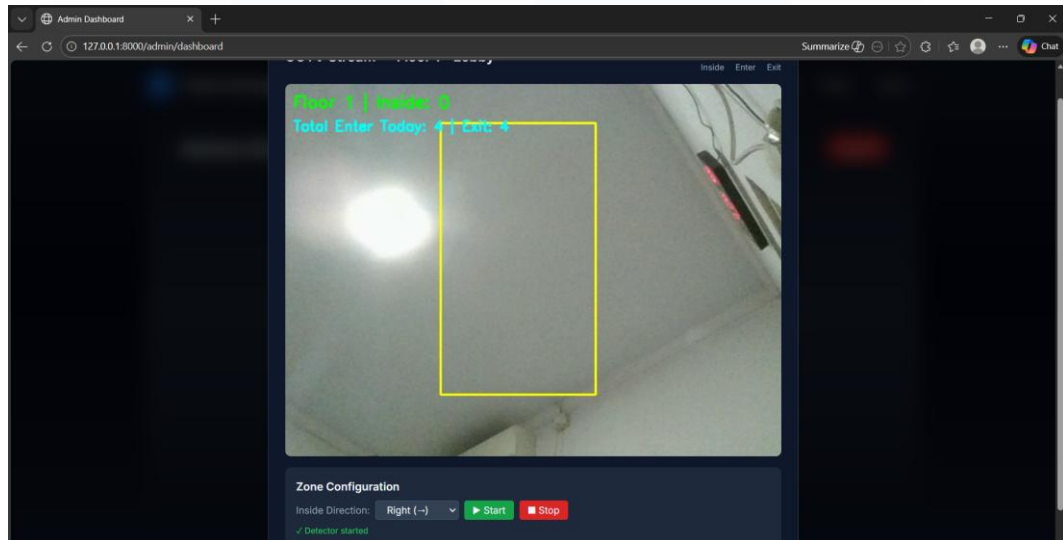 Admin Dashboard
127.0.0.1:8000/admin/dashboard
Summarize
Chat
Inside Enter Exit
Floor 1 | Inside: 0
Total Enter Today: 4 | Exit: 4
Zone Configuration
Inside Direction: Right (→) ▶ Start ■ Stop
✓ Detector started